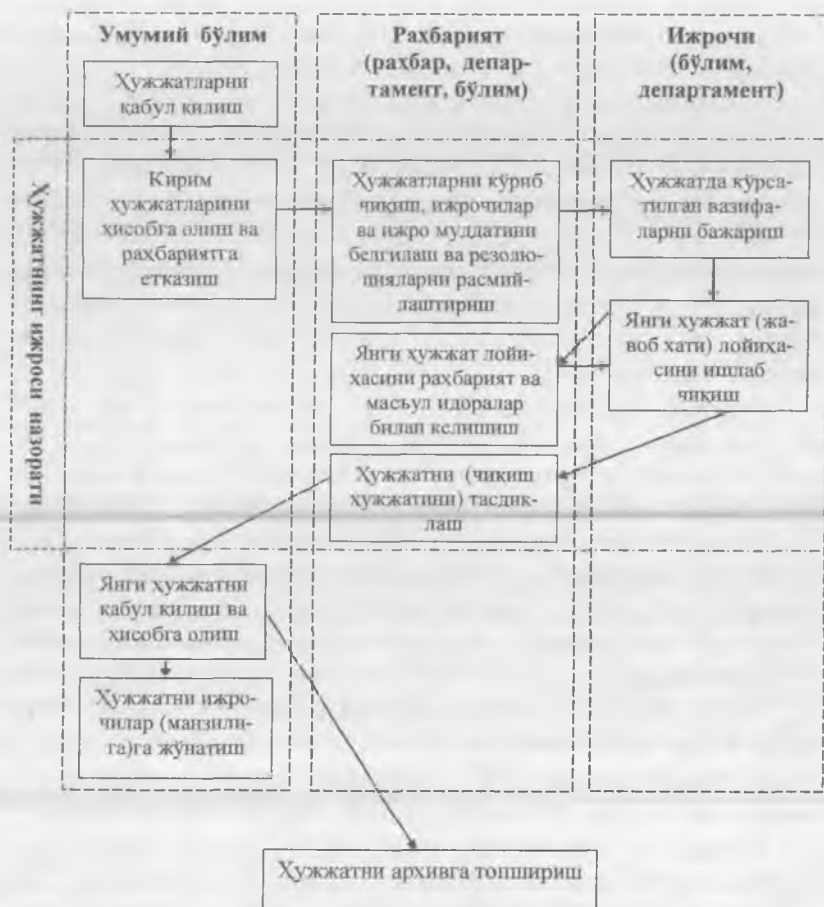 Умумий бўлим
Ҳужжатларни
қабул қилиш
Кирим
ҳужжатларини
ҳисобга олиш ва
раҳбариятга
етказиш
Янги ҳужжатни
қабул қилиш ва
ҳисобга олиш
Ҳужжатни ижро-
чилар (манзили-
га)га жўнатиш
Раҳбарият
(раҳбар, депар-
тамент, бўлим)
Ҳужжатларни кўриб
чиқиш, ижрочилар
ва ижро муддатини
белгилаш ва резолю-
цияларни расмий-
лаштириш
Янги ҳужжат лойи-
ҳасини раҳбарият ва
масъул идоралар
билан келишиш
Ҳужжатни (чиқиш
ҳужжатини) тасдиқ-
лаш
Ижрочи
(бўлим,
департамент)
Ҳужжатда кўрса-
тилган вазифа-
ларни бажариш
Янги ҳужжат (жа-
воб хати) лойиҳа-
сини ишлаб
чиқиш
Ҳужжатнинг ижроси назорати
Ҳужжатни архивга топшириш